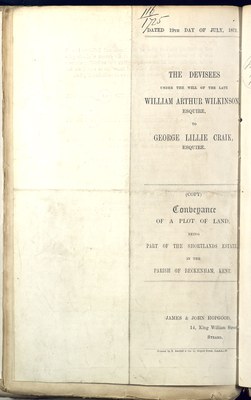 116
1725
DATED 19TH DAY OF JULY, 187
THE DEVISEES
UNDER THE WILL OF THE LATE
WILLIAM ARTHUR WILKINSON,
ESQUIRE,
TO
GEORGE LILLIE CRAIK,
ESQUIRE.
(COPY)
Conveyance
OF A PLOT OF LAND,
BEING
PART OF THE SHORTLANDS ESTATE,
IN THE
PARISH OF BECKENHAM, KENT.
JAMES & JOHN HOPGOOD,
14, King William Street,
STRAND.